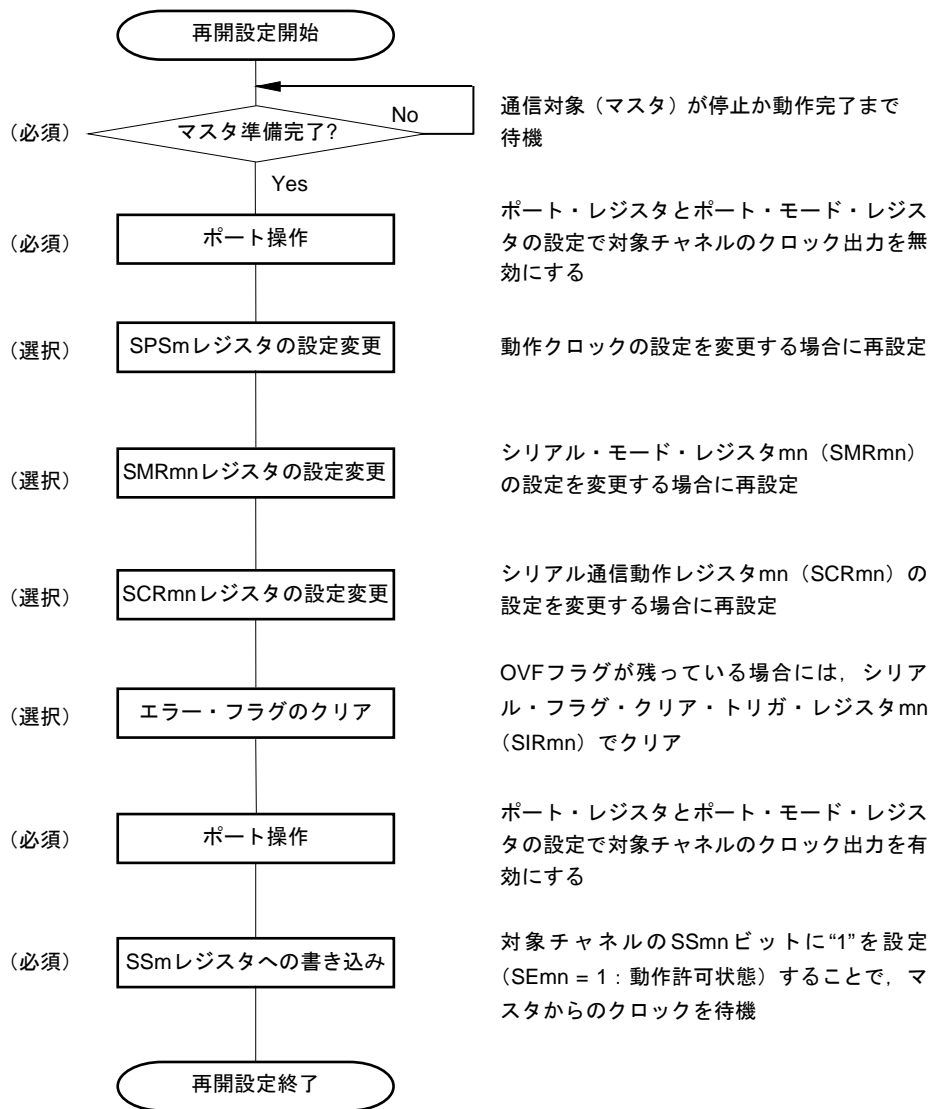 再開設定開始
（必須）
マスタ準備完了?
No
Yes
通信対象（マスタ）が停止か動作完了まで
待機
（必須）
ポート操作
ポート・レジスタとポート・モード・レジス
タの設定で対象チャネルのクロック出力を無
効にする
（選択）
SPSmレジスタの設定変更
動作クロックの設定を変更する場合に再設定
（選択）
SMRmnレジスタの設定変更
シリアル・モード・レジスタmn（SMRmn）
の設定を変更する場合に再設定
（選択）
SCRmnレジスタの設定変更
シリアル通信動作レジスタmn（SCRmn）の
設定を変更する場合に再設定
（選択）
エラー・フラグのクリア
OVFフラグが残っている場合には，シリア
ル・フラグ・クリア・トリガ・レジスタmn
（SIRmn）でクリア
（必須）
ポート操作
ポート・レジスタとポート・モード・レジス
タの設定で対象チャネルのクロック出力を有
効にする
（必須）
SSmレジスタへの書き込み
対象チャネルのSSmnビットに“1”を設定
（SEmn = 1：動作許可状態）することで，マ
スタからのクロックを待機
再開設定終了